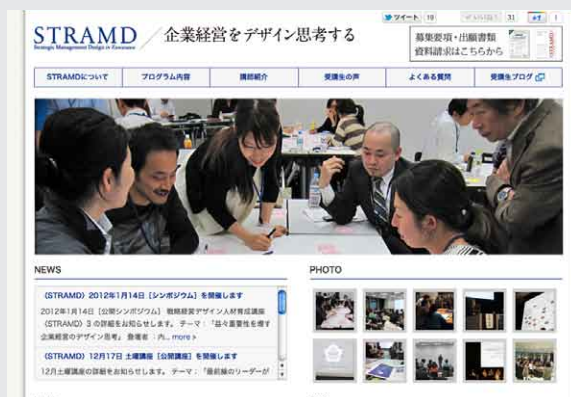 ツイート 19 いいね! 31 +1 1
STRAMD
Strategic Management Design in Executive
企業経営をデザイン思考する
募集要項・出願書類
資料請求はこちらから
STRAMDについて プログラム内容 講師紹介 受講生の声 よくある質問 受講生ブログ
NEWS
PHOTO
《STRAMD》2012年1月14日［シンポジウム］を開催します
2012年1月14日［公開シンポジウム］ 戦略経営デザイン人材育成講座
《STRAMD》3 の詳細をお知らせします。 テーマ：「益々重要性を増す
企業経営のデザイン思考」 登壇者 ：内... more >
《STRAMD》12月17日 土曜講座［公開講座］を開催します
12月土曜講座の詳細をお知らせします。 テーマ：「最前線のリーダーが